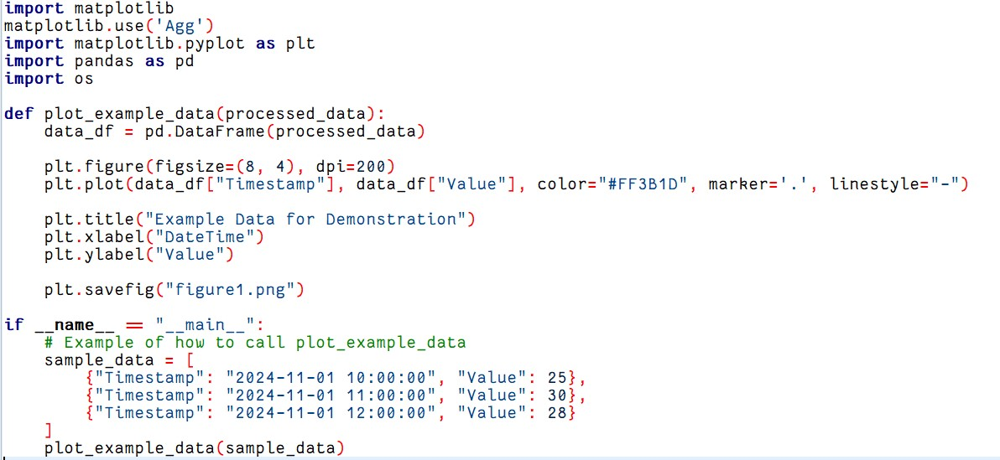 import matplotlib
matplotlib.use('Agg')
import matplotlib.pyplot as plt
import pandas as pd
import os

def plot_example_data(processed_data):
    data_df = pd.DataFrame(processed_data)

    plt.figure(figsize=(8, 4), dpi=200)
    plt.plot(data_df["Timestamp"], data_df["Value"], color="#FF3B1D", marker='.', linestyle="-")

    plt.title("Example Data for Demonstration")
    plt.xlabel("DateTime")
    plt.ylabel("Value")

    plt.savefig("figure1.png")

if __name__ == "__main__":
    # Example of how to call plot_example_data
    sample_data = [
        {"Timestamp": "2024-11-01 10:00:00", "Value": 25},
        {"Timestamp": "2024-11-01 11:00:00", "Value": 30},
        {"Timestamp": "2024-11-01 12:00:00", "Value": 28}
    ]
    plot_example_data(sample_data)